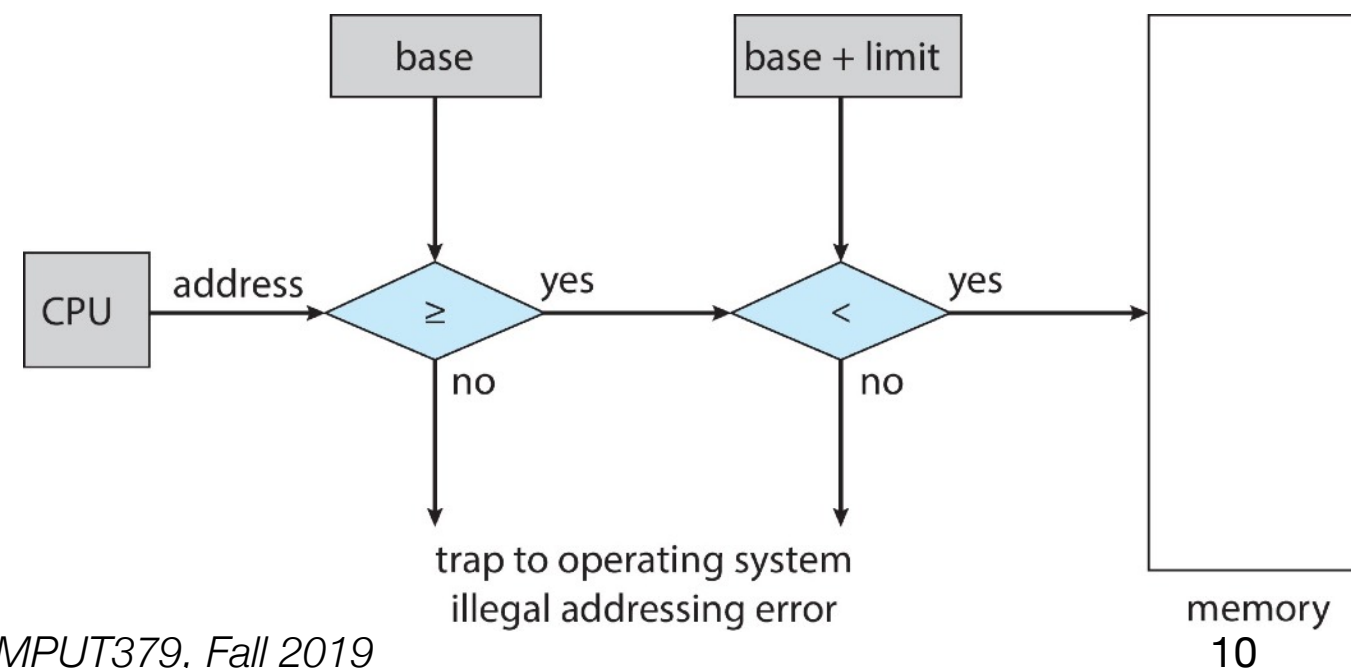 base
base + limit
CPU
address
≥
yes
<
yes
no
no
trap to operating system
illegal addressing error
memory
MPUT379, Fall 2019
10